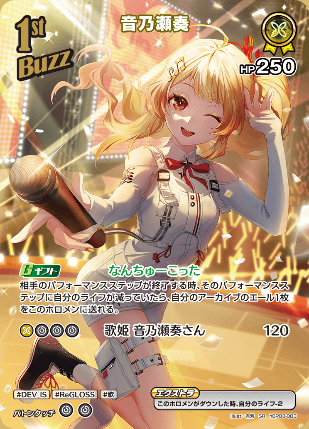 1st
Buzz
音乃瀬奏
HP250
ギフト
なんちゅーこった
相手のパフォーマンスステップが終了する時、そのパフォーマンスス
テップに自分のライフが減っていたら、自分のアーカイブのエール1枚
をこのホロメンに送れる。
歌姫 音乃瀬奏さん 120
#DEV_IS #ReGLOSS #歌
バトンタッチ
エクストラ
このホロメンがダウンした時、自分のライフ-2